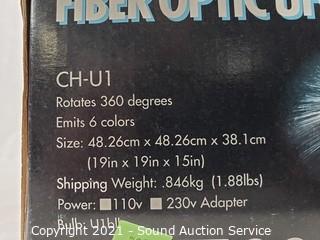 FIBER OPTIC
CH-U1
Rotates 360 degrees
Emits 6 colors
Size: 48.26cm x 48.26cm x 38.1cm
(19in x 19in x 15in)
Shipping Weight: .846kg (1.88lbs)
Power: 110v 230v Adapter
Bulb:
Copyright 2021 - Sound Auction Service